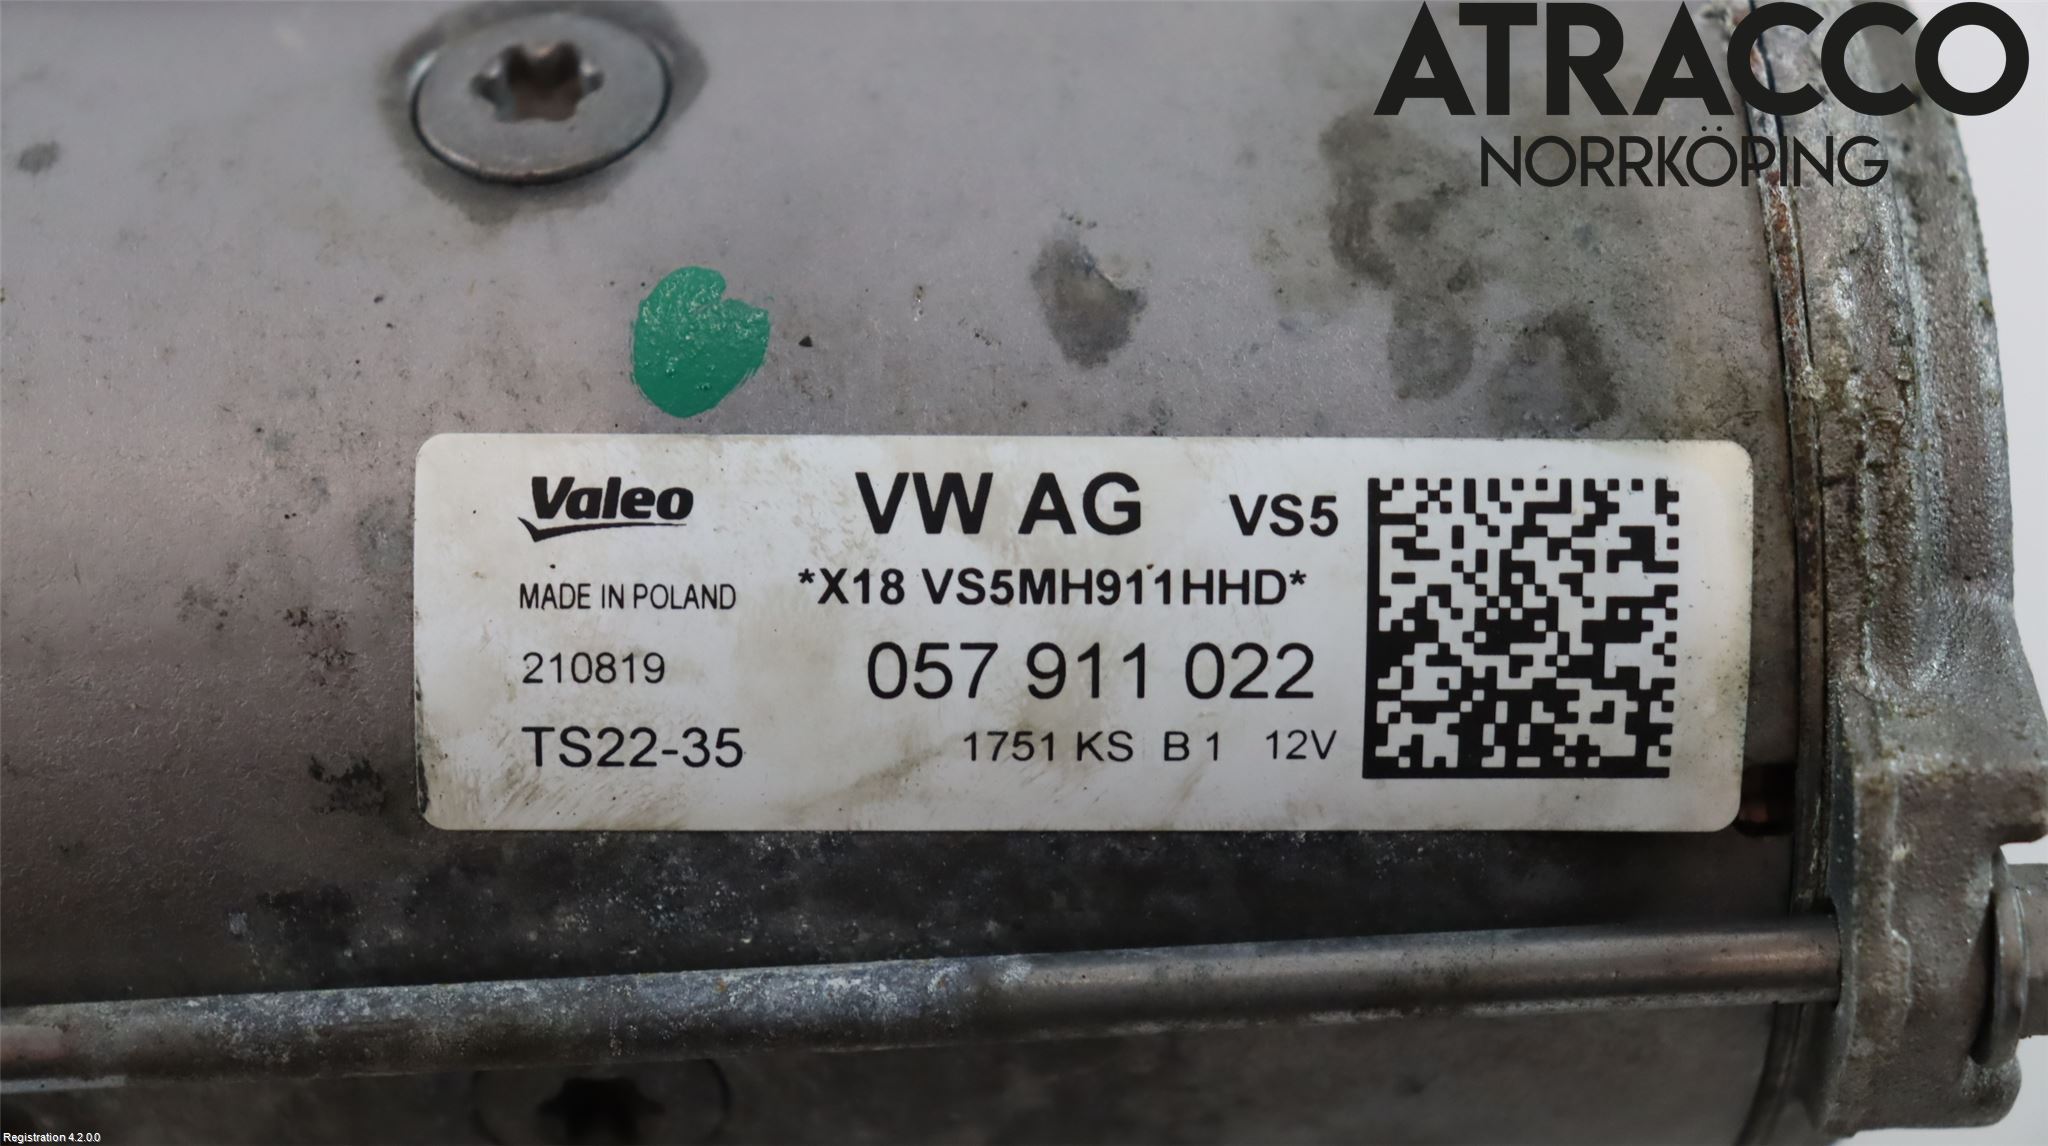 ATRACCO
NORRKÖPING
Valeo
VW AG VS5
MADE IN POLAND *X18 VS5MH911HHD*
210819 057 911 022
TS22-35 1751 KS B 1 12V
Registration 4.2.0.0